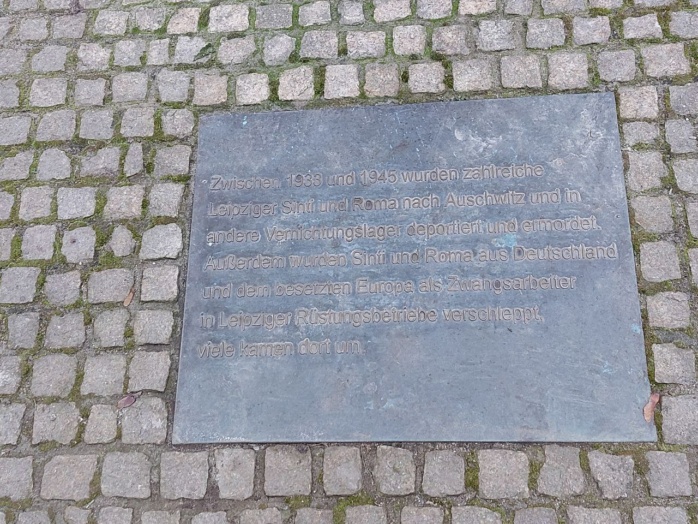 Zwischen 1933 und 1945 wurden zahlreiche
Leipziger Sinti und Roma nach Auschwitz und in
andere Vernichtungslager deportiert und ermordet.
Außerdem wurden Sinti und Roma aus Deutschland
und dem besetzten Europa als Zwangsarbeiter
in Leipziger Rüstungsbetriebe verschleppt,
viele kamen dort um.